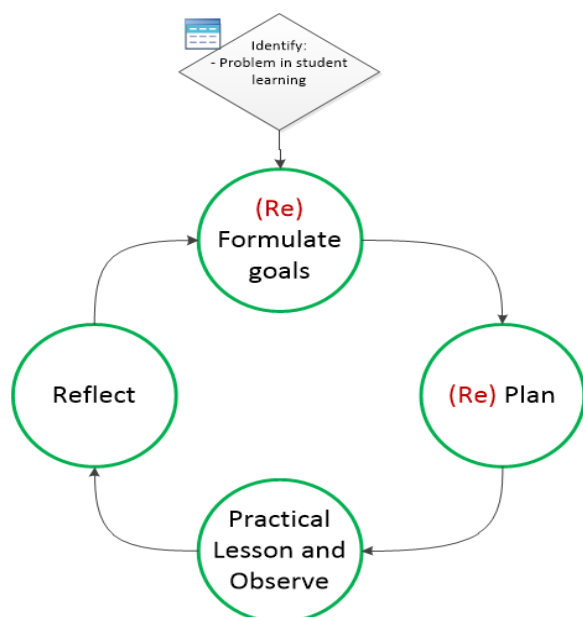 Identify:
- Problem in student
learning
(Re)
Formulate
goals
(Re) Plan
Practical
Lesson and
Observe
Reflect